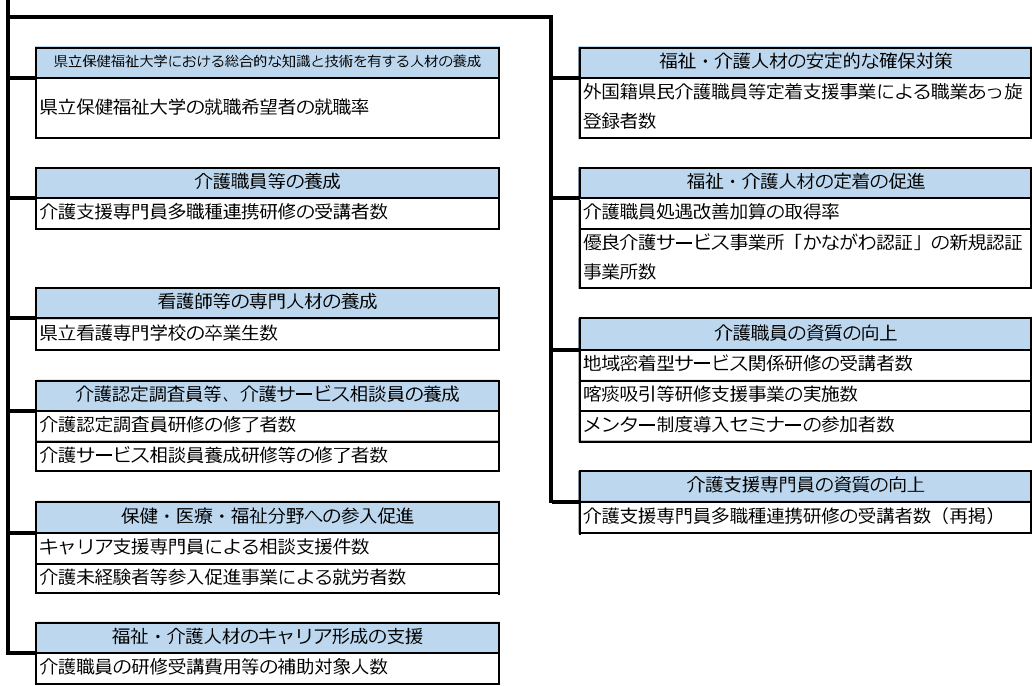 県立保健福祉大学における総合的な知識と技術を有する人材の養成
県立保健福祉大学の就職希望者の就職率
介護職員等の養成
介護支援専門員多職種連携研修の受講者数
看護師等の専門人材の養成
県立看護専門学校の卒業生数
介護認定調査員等、介護サービス相談員の養成
介護認定調査員研修の修了者数
介護サービス相談員養成研修等の修了者数
保健・医療・福祉分野への参入促進
キャリア支援専門員による相談支援件数
介護未経験者等参入促進事業による就労者数
福祉・介護人材のキャリア形成の支援
介護職員の研修受講費用等の補助対象人数
福祉・介護人材の安定的な確保対策
外国籍県民介護職員等定着支援事業による職業あっ旋
登録者数
福祉・介護人材の定着の促進
介護職員処遇改善加算の取得率
優良介護サービス事業所「かながわ認証」の新規認証
事業所数
介護職員の資質の向上
地域密着型サービス関係研修の受講者数
喀痰吸引等研修支援事業の実施数
メンター制度導入セミナーの参加者数
介護支援専門員の資質の向上
介護支援専門員多職種連携研修の受講者数（再掲）